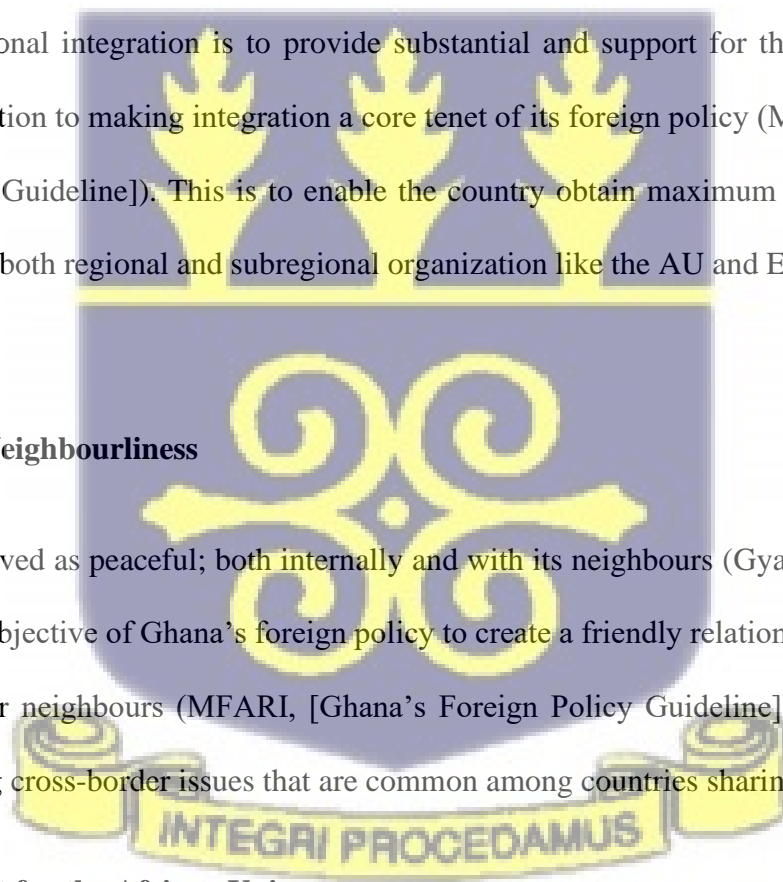 onal integration is to provide substantial and support for th
tion to making integration a core tenet of its foreign policy (M
Guideline]). This is to enable the country obtain maximum
both regional and subregional organization like the AU and E
eighbourliness
ved as peaceful; both internally and with its neighbours (Gya
bjective of Ghana’s foreign policy to create a friendly relation
r neighbours (MFARI, [Ghana’s Foreign Policy Guideline]
cross-border issues that are common among countries sharin
INTEGRI PROCEDAMUS